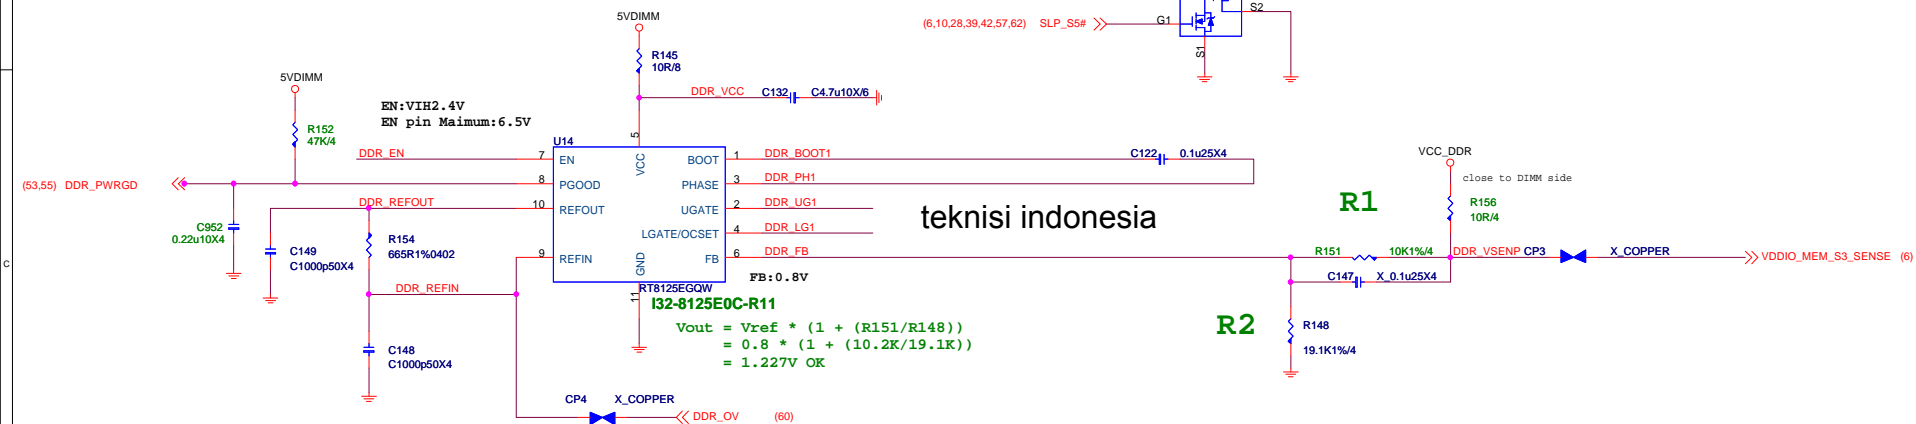 S2
(6,10,28,39,42,57,62) SLP_S5# G1
S1
5VDIMM
R145
10R/8
5VDIMM
DDR_VCC C132 C4.7u10X/6
EN:VIH2.4V
EN pin Maimum:6.5V
R152
47K/4
5
U14
DDR_EN 7 EN VCC BOOT 1 DDR_BOOT1 C122 0.1u25X4
VCC_DDR
(53,55) DDR_PWRGD 8 PGOOD PHASE 3 DDR_PH1
close to DIMM side
DDR_REFOUT 10 REFOUT UGATE 2 DDR_UG1
R1
R156
10R/4
teknisi indonesia
C952
0.22u10X4
LGATE/OCSET 4 DDR_LG1
R154
665R1%0402
C149
C1000p50X4
9 REFIN GND FB 6 DDR_FB
R151 10K1%/4 DDR_VSENP CP3 X_COPPER VDDIO_MEM_S3_SENSE (6)
FB:0.8V
C147 X_0.1u25X4
DDR_REFIN
11
RT8125EGQW
I32-8125E0C-R11
R2
R148
19.1K1%/4
Vout = Vref * (1 + (R151/R148))
= 0.8 * (1 + (10.2K/19.1K))
= 1.227V OK
C148
C1000p50X4
CP4 X_COPPER
DDR_OV (60)
C